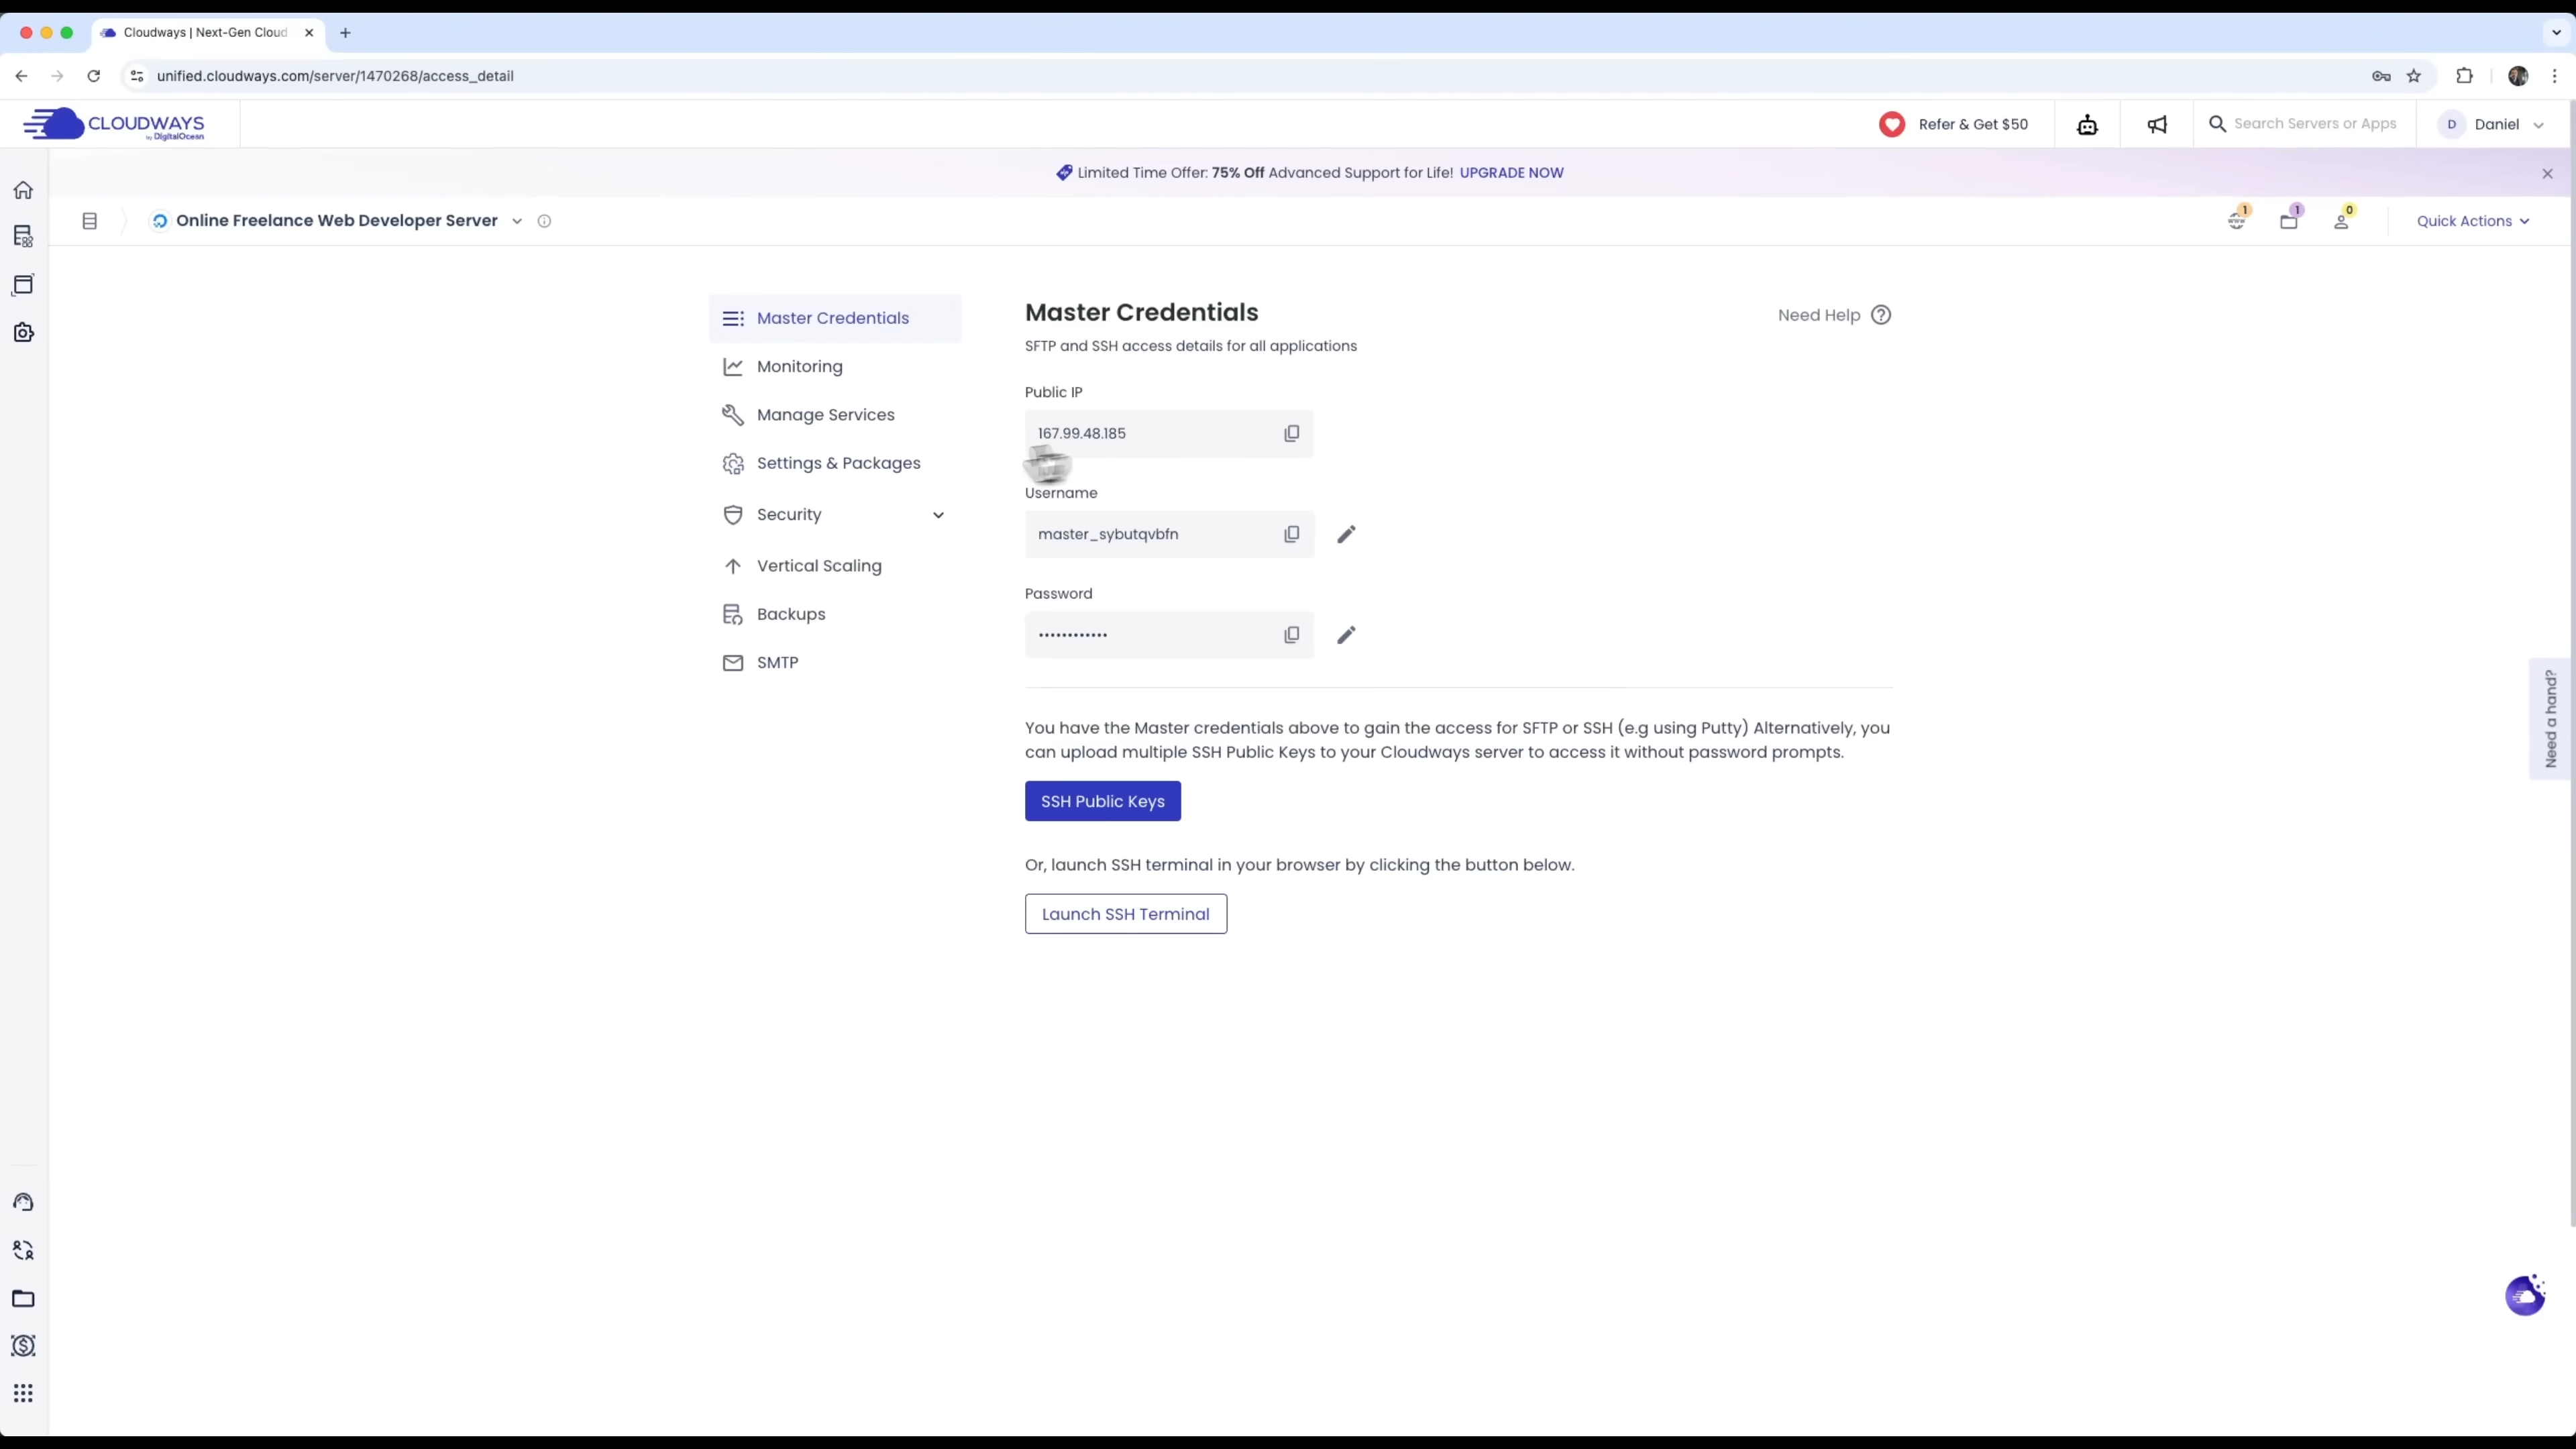 Cloudways | Next-Gen Cloud
unified.cloudways.com/server/1470268/access_detail
CLOUDWAYS
by DigitalOcean
Refer & Get $50
Search Servers or Apps
D
Daniel
Limited Time Offer: 75% Off Advanced Support for Life! UPGRADE NOW
Online Freelance Web Developer Server
www
1
1
0
Quick Actions
Master Credentials
Monitoring
Manage Services
Settings & Packages
Security
Vertical Scaling
Backups
SMTP
Master Credentials
Need Help
SFTP and SSH access details for all applications
Public IP
167.99.48.185
Username
master_sybutqvbfn
Password
••••••••••••
You have the Master credentials above to gain the access for SFTP or SSH (e.g using Putty) Alternatively, you
can upload multiple SSH Public Keys to your Cloudways server to access it without password prompts.
SSH Public Keys
Or, launch SSH terminal in your browser by clicking the button below.
Launch SSH Terminal
Need a hand?